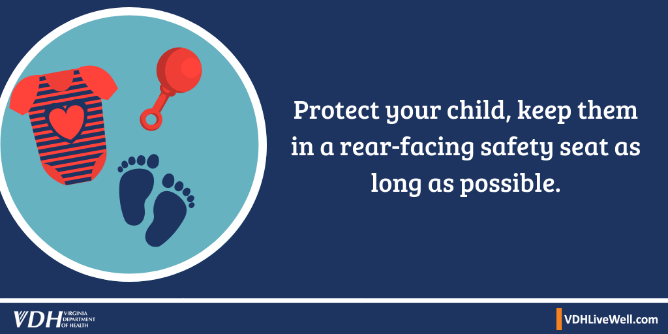 Protect your child, keep them
in a rear-facing safety seat as
long as possible.
VDH VIRGINIA
DEPARTMENT
OF HEALTH
VDHLiveWell.com